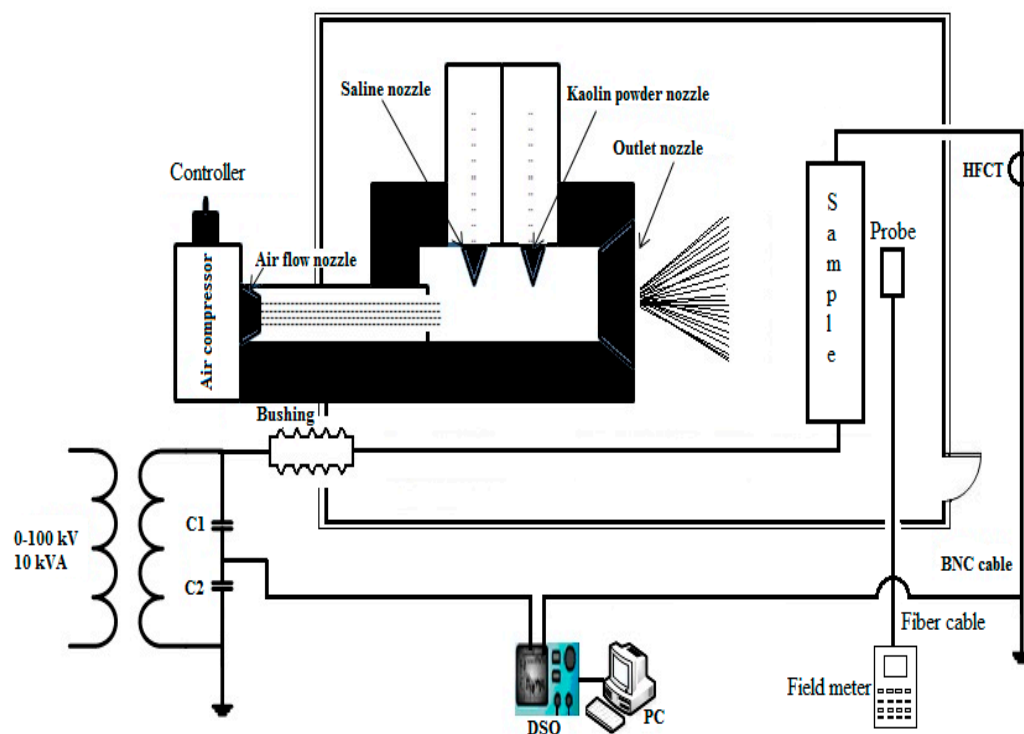 Saline nozzle
Kaolin powder nozzle
Outlet nozzle
Controller
HFCT
Sample
Probe
Air flow nozzle
Air compressor
Bushing
0-100 kV
10 kVA
C1
C2
BNC cable
Fiber cable
Field meter
PC
DSO